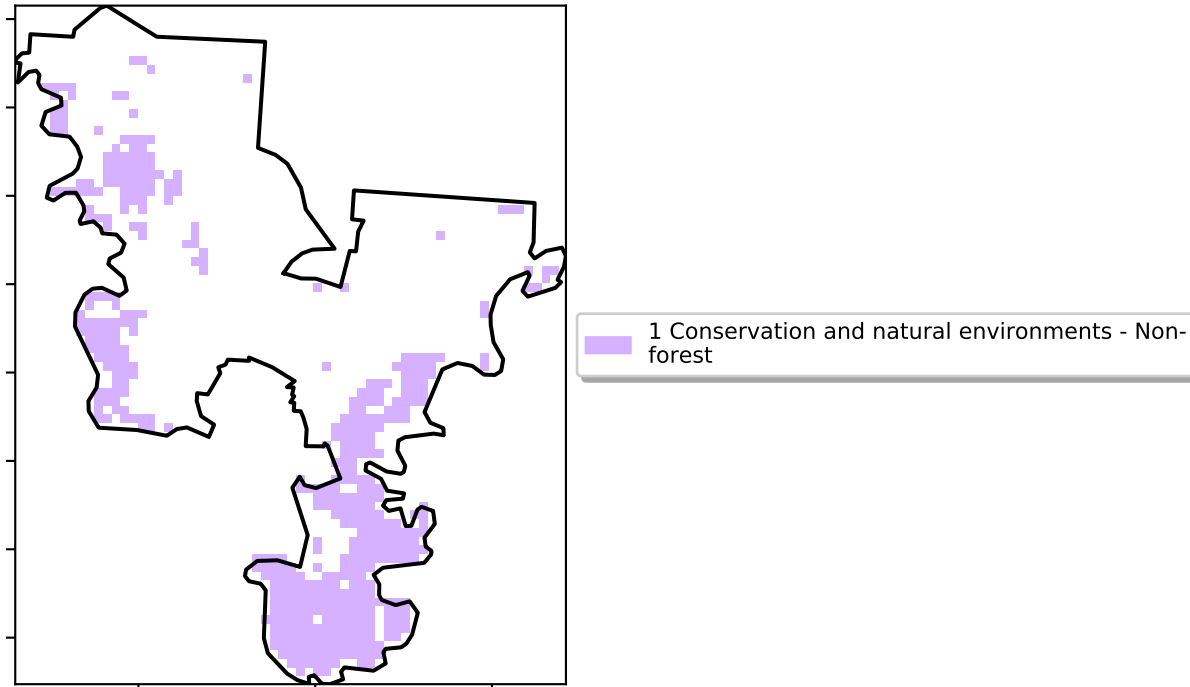 1 Conservation and natural environments - Non-
forest